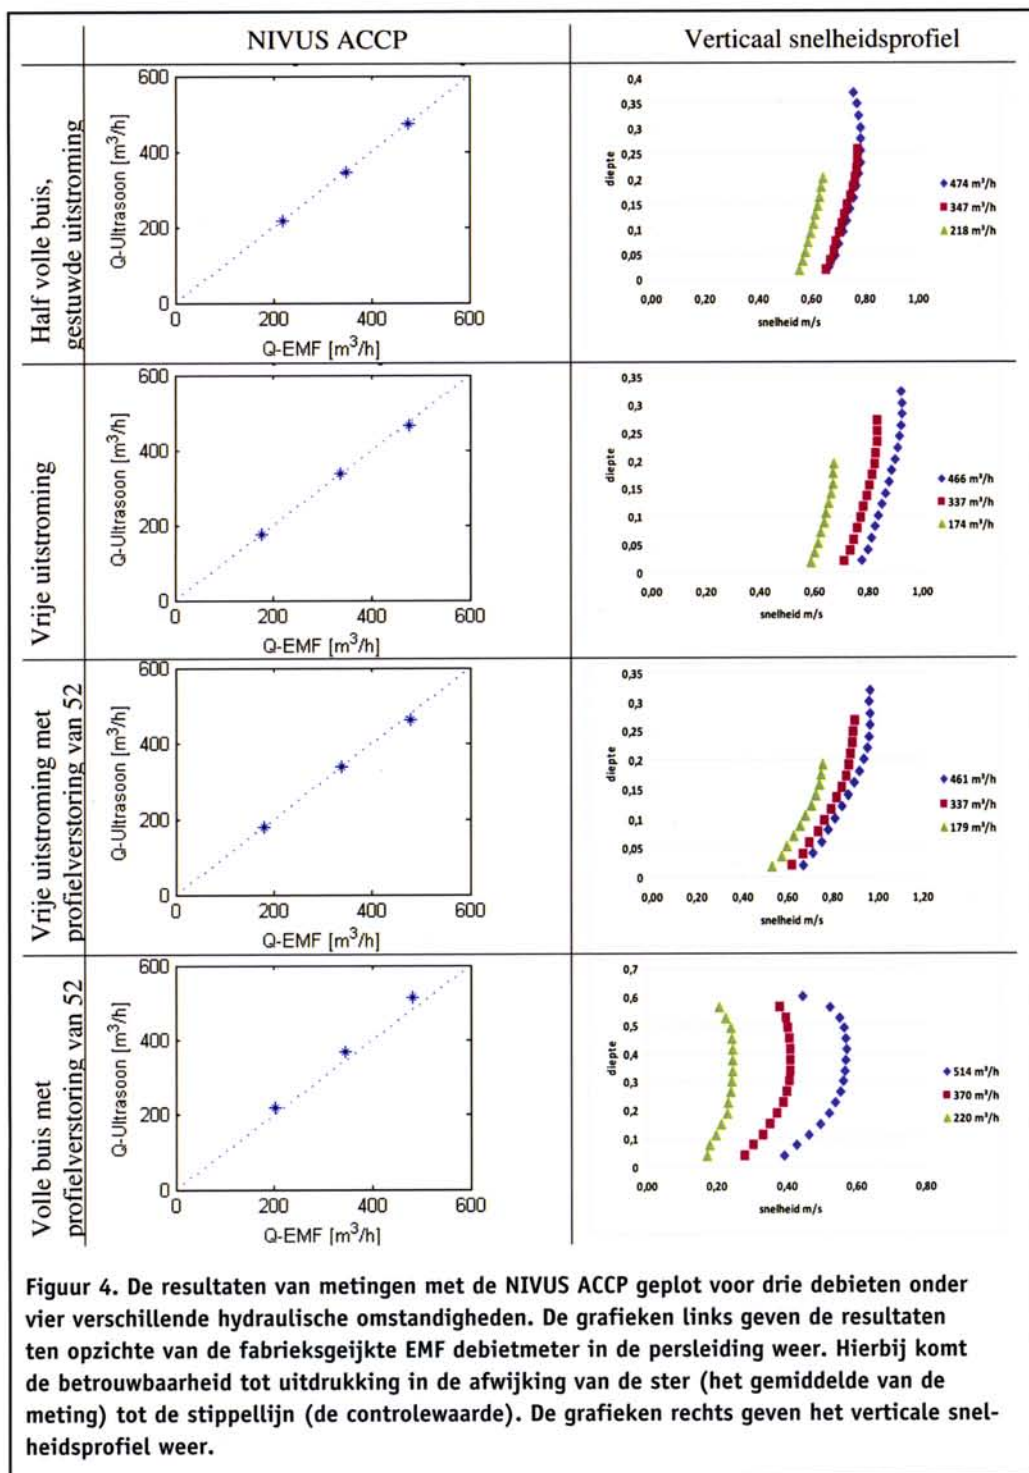 NIVUS ACCP
Verticaal snelheidsprofiel
Half volle buis,
gestuwde uitstroming
600
400
200
0
0
200
400
600
Q-Ultrasoon [m³/h]
Q-EMF [m³/h]
0,4
0,35
0,3
0,25
0,2
0,15
0,1
0,05
0
diepte
0,00
0,20
0,40
0,60
0,80
1,00
snelheid m/s
474 m³/h
347 m³/h
218 m³/h
Vrije uitstroming
600
400
200
0
0
200
400
600
Q-Ultrasoon [m³/h]
Q-EMF [m³/h]
0,35
0,3
0,25
0,2
0,15
0,1
0,05
0
diepte
0,00
0,20
0,40
0,60
0,80
1,00
snelheid m/s
466 m³/h
337 m³/h
174 m³/h
Vrije uitstroming met
profielverstoring van 52
600
400
200
0
0
200
400
600
Q-Ultrasoon [m³/h]
Q-EMF [m³/h]
0,35
0,3
0,25
0,2
0,15
0,1
0,05
0
diepte
0,00
0,20
0,40
0,60
0,80
1,00
1,20
snelheid m/s
461 m³/h
337 m³/h
179 m³/h
Volle buis met
profielverstoring van 52
600
400
200
0
0
200
400
600
Q-Ultrasoon [m³/h]
Q-EMF [m³/h]
0,7
0,6
0,5
0,4
0,3
0,2
0,1
0
diepte
0,00
0,20
0,40
0,60
0,80
snelheid m/s
514 m³/h
370 m³/h
220 m³/h
Figuur 4. De resultaten van metingen met de NIVUS ACCP geplot voor drie debieten onder
vier verschillende hydraulische omstandigheden. De grafieken links geven de resultaten
ten opzichte van de fabrieksgeijkte EMF debietmeter in de persleiding weer. Hierbij komt
de betrouwbaarheid tot uitdrukking in de afwijking van de ster (het gemiddelde van de
meting) tot de stippellijn (de controlewaarde). De grafieken rechts geven het verticale snel-
heidsprofiel weer.